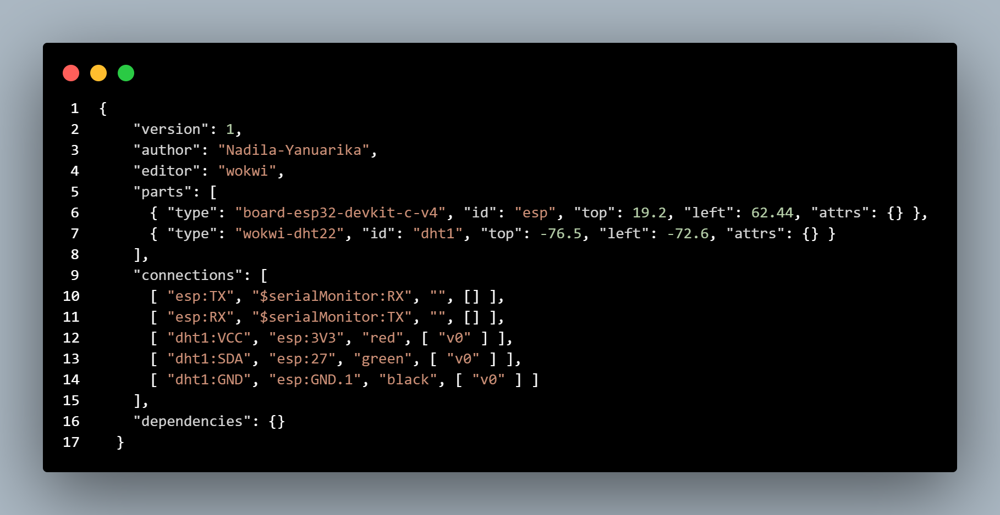 1 {
2     "version": 1,
3     "author": "Nadila-Yanuarika",
4     "editor": "wokwi",
5     "parts": [
6       { "type": "board-esp32-devkit-c-v4", "id": "esp", "top": 19.2, "left": 62.44, "attrs": {} },
7       { "type": "wokwi-dht22", "id": "dht1", "top": -76.5, "left": -72.6, "attrs": {} }
8     ],
9     "connections": [
10       [ "esp:TX", "$serialMonitor:RX", "", [] ],
11       [ "esp:RX", "$serialMonitor:TX", "", [] ],
12       [ "dht1:VCC", "esp:3V3", "red", [ "v0" ] ],
13       [ "dht1:SDA", "esp:27", "green", [ "v0" ] ],
14       [ "dht1:GND", "esp:GND.1", "black", [ "v0" ] ]
15     ],
16     "dependencies": {}
17   }